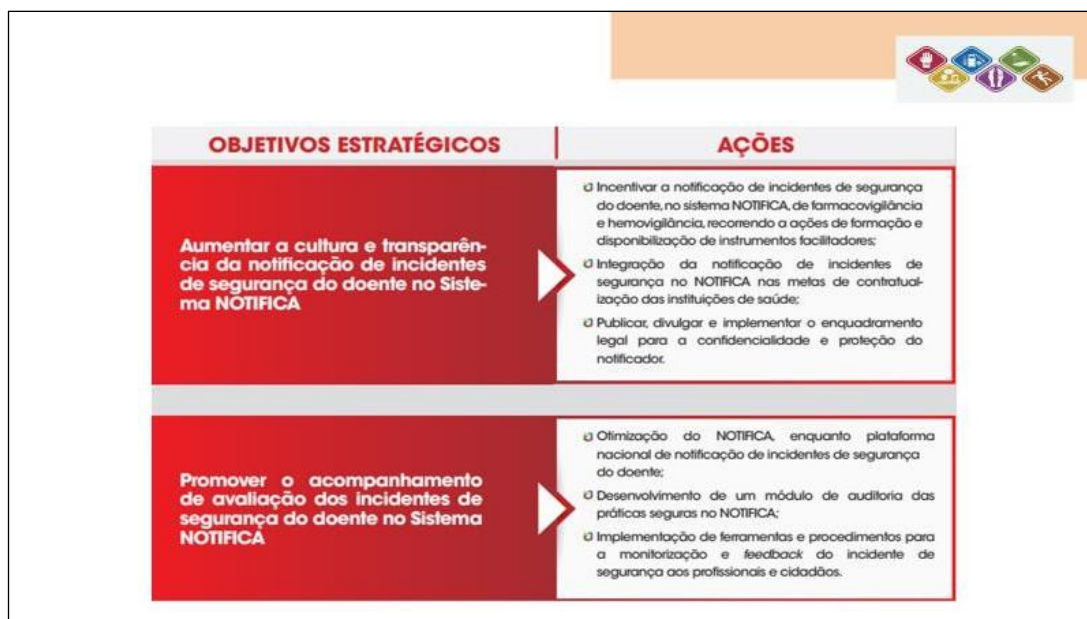 OBJETIVOS ESTRATÉGICOS
AÇÕES
Aumentar a cultura e transparên-
cia da notificação de incidentes
de segurança do doente no Siste-
ma NOTIFICA
Incentivar a notificação de incidentes de segurança
do doente, no sistema NOTIFICA, de farmacovigilância
e hemovigilância, recorrendo a ações de formação e
disponibilização de instrumentos facilitadores;
Integração da notificação de incidentes de
segurança no NOTIFICA nas metas de contratual-
ização das instituições de saúde;
Publicar, divulgar e implementar o enquadramento
legal para a confidencialidade e proteção do
notificador.
Promover o acompanhamento
de avaliação dos incidentes de
segurança do doente no Sistema
NOTIFICA
Otimização do NOTIFICA, enquanto plataforma
nacional de notificação de incidentes de segurança
do doente;
Desenvolvimento de um módulo de auditoria das
práticas seguras no NOTIFICA;
Implementação de ferramentas e procedimentos para
a monitorização e feedback do incidente de
segurança aos profissionais e cidadãos.